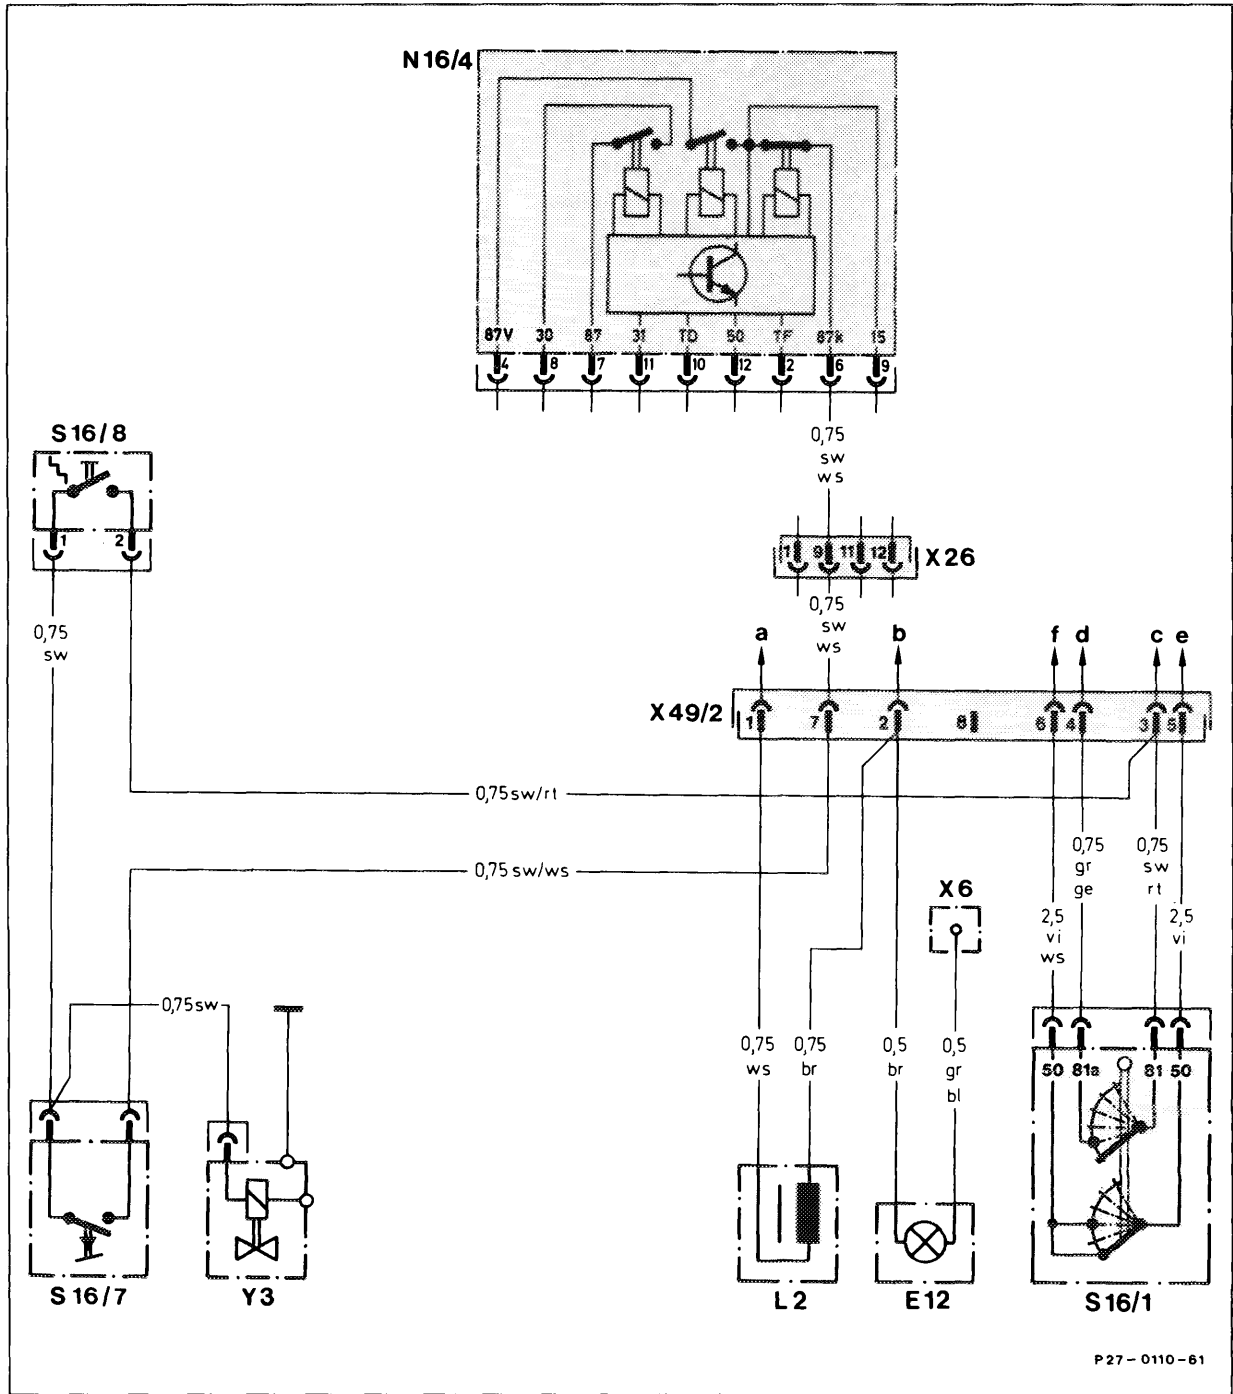 N16/4
87V 30 87 31 TD 50 TF 87k 15
4 8 7 11 10 12 2 6 9
0,75
sw
ws
S16/8
1 2
1 9 11 12
X26
0,75
sw
ws
0,75
sw
a b f d c e
X49/2
1 7 2 8 6 4 3 5
0,75 sw/rt
0,75 sw/ws
0,75
gr
ge
0,75
sw
rt
X6
2,5
vi
ws
2,5
vi
0,75 sw
0,75
ws
0,75
br
0,5
br
0,5
gr
bl
50 81a 81 50
S16/7
Y3
L2
E12
S16/1
P27-0110-61